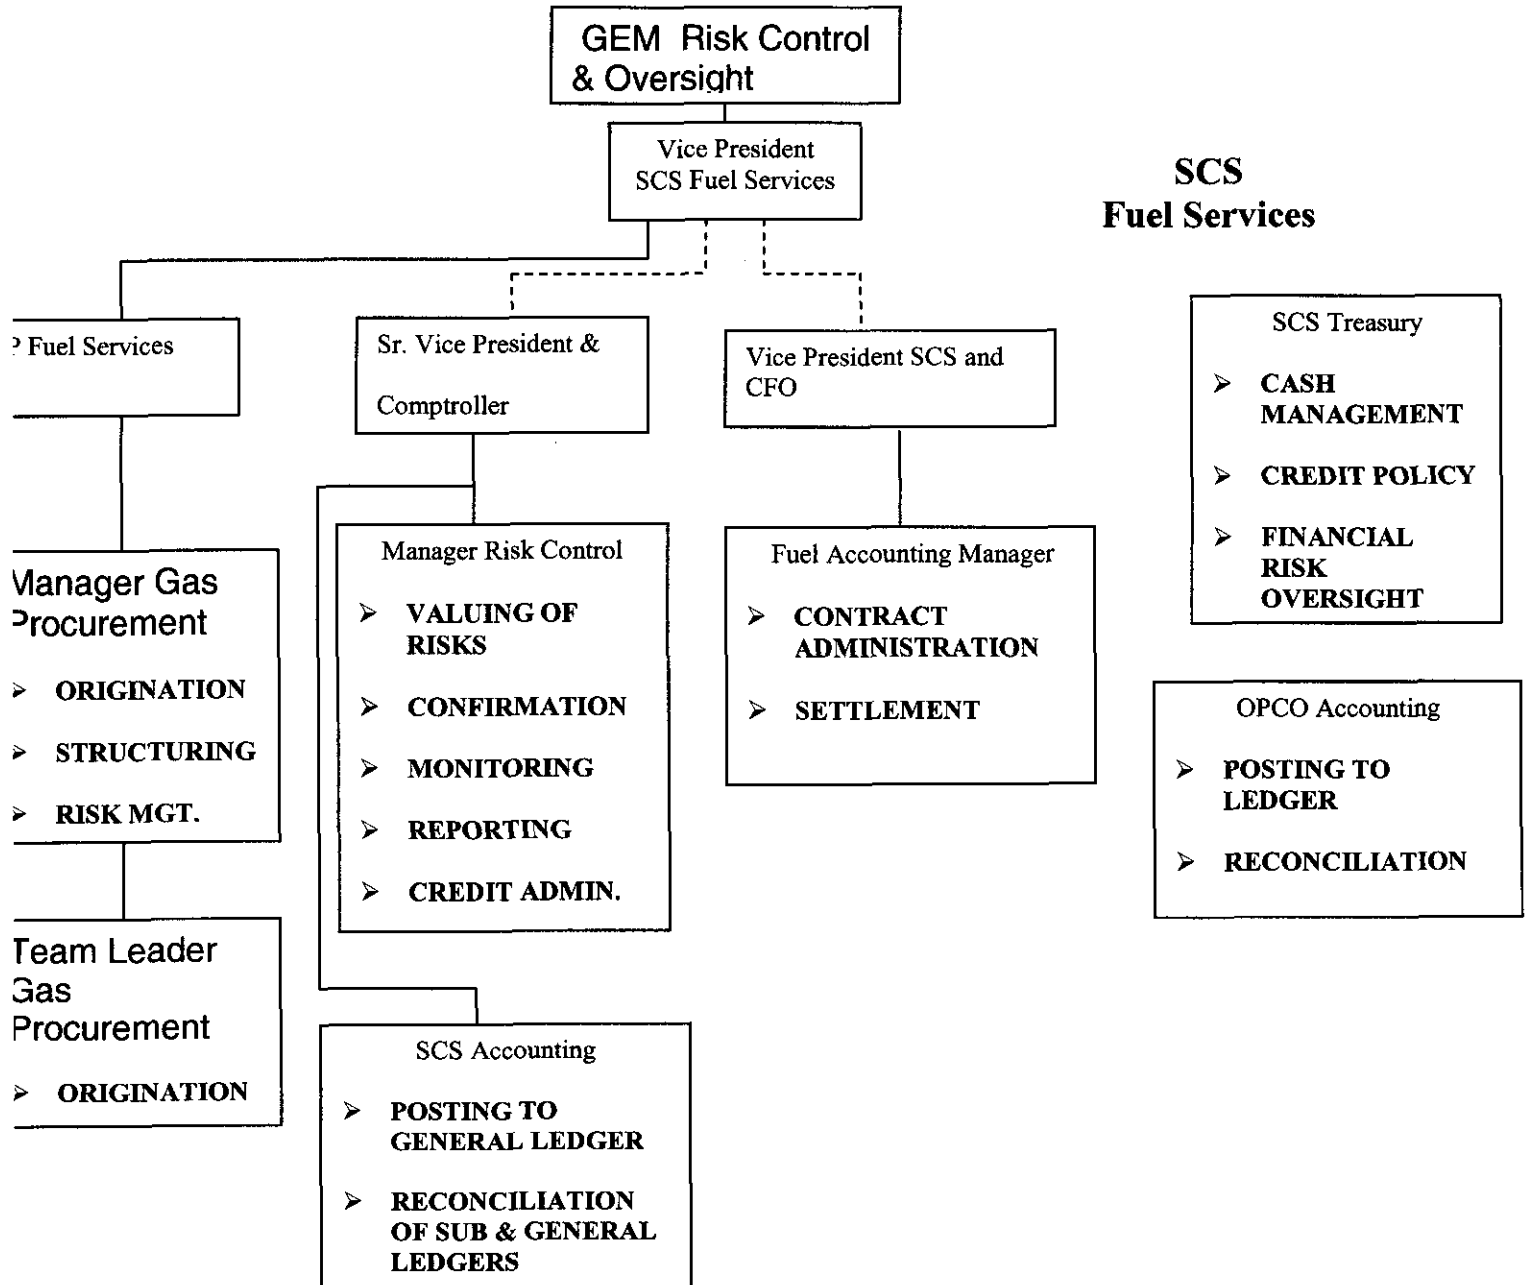 GEM Risk Control
& Oversight
Vice President
SCS Fuel Services
SCS
Fuel Services
P Fuel Services
Sr. Vice President &
Comptroller
Vice President SCS and
CFO
SCS Treasury
➢ CASH
MANAGEMENT
➢ CREDIT POLICY
➢ FINANCIAL
RISK
OVERSIGHT
Manager Gas
Procurement
➢ ORIGINATION
➢ STRUCTURING
➢ RISK MGT.
Manager Risk Control
➢ VALUING OF
RISKS
➢ CONFIRMATION
➢ MONITORING
➢ REPORTING
➢ CREDIT ADMIN.
Fuel Accounting Manager
➢ CONTRACT
ADMINISTRATION
➢ SETTLEMENT
OPCO Accounting
➢ POSTING TO
LEDGER
➢ RECONCILIATION
Team Leader
Gas
Procurement
➢ ORIGINATION
SCS Accounting
➢ POSTING TO
GENERAL LEDGER
➢ RECONCILIATION
OF SUB & GENERAL
LEDGERS